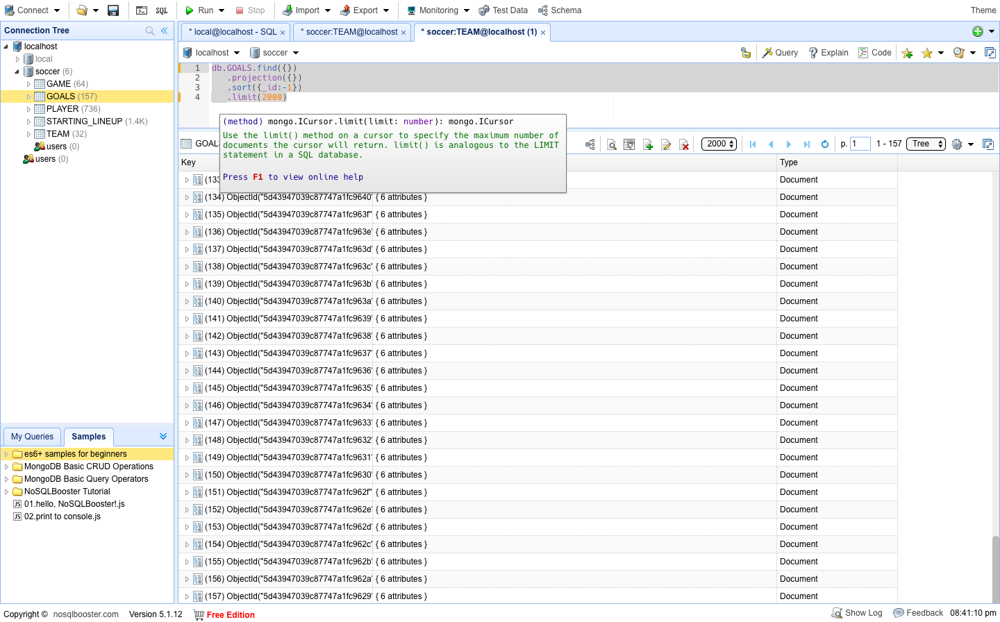 Connect
SQL
Run
Stop
Import
Export
Monitoring
Test Data
Schema
Theme
Connection Tree
localhost
local
soccer (6)
GAME (64)
GOALS (157)
PLAYER (736)
STARTING_LINEUP (1.4K)
TEAM (32)
users (0)
users (0)
My Queries
Samples
es6+ samples for beginners
MongoDB Basic CRUD Operations
MongoDB Basic Query Operators
NoSQLBooster Tutorial
01.hello, NoSQLBooster!.js
02.print to console.js
* local@localhost - SQL
* soccer:TEAM@localhost
* soccer:TEAM@localhost (1)
localhost
soccer
Query
Explain
Code
1 db.GOALS.find({})
2 .projection({})
3 .sort({_id:-1})
4 .limit(2000)
(method) mongo.ICursor.limit(limit: number): mongo.ICursor
Use the limit() method on a cursor to specify the maximum number of
documents the cursor will return. limit() is analogous to the LIMIT
statement in a SQL database.
Press F1 to view online help
GOALS
2000
p. 1
1 - 157
Tree
Key
Type
(133 Document
(134) ObjectId("5d43947039c87747a1fc9640" { 6 attributes } Document
(135) ObjectId("5d43947039c87747a1fc963f" { 6 attributes } Document
(136) ObjectId("5d43947039c87747a1fc963e" { 6 attributes } Document
(137) ObjectId("5d43947039c87747a1fc963d" { 6 attributes } Document
(138) ObjectId("5d43947039c87747a1fc963c" { 6 attributes } Document
(139) ObjectId("5d43947039c87747a1fc963b" { 6 attributes } Document
(140) ObjectId("5d43947039c87747a1fc963a" { 6 attributes } Document
(141) ObjectId("5d43947039c87747a1fc9639" { 6 attributes } Document
(142) ObjectId("5d43947039c87747a1fc9638" { 6 attributes } Document
(143) ObjectId("5d43947039c87747a1fc9637" { 6 attributes } Document
(144) ObjectId("5d43947039c87747a1fc9636" { 6 attributes } Document
(145) ObjectId("5d43947039c87747a1fc9635" { 6 attributes } Document
(146) ObjectId("5d43947039c87747a1fc9634" { 6 attributes } Document
(147) ObjectId("5d43947039c87747a1fc9633" { 6 attributes } Document
(148) ObjectId("5d43947039c87747a1fc9632" { 6 attributes } Document
(149) ObjectId("5d43947039c87747a1fc9631" { 6 attributes } Document
(150) ObjectId("5d43947039c87747a1fc9630" { 6 attributes } Document
(151) ObjectId("5d43947039c87747a1fc962f" { 6 attributes } Document
(152) ObjectId("5d43947039c87747a1fc962e" { 6 attributes } Document
(153) ObjectId("5d43947039c87747a1fc962d" { 6 attributes } Document
(154) ObjectId("5d43947039c87747a1fc962c" { 6 attributes } Document
(155) ObjectId("5d43947039c87747a1fc962b" { 6 attributes } Document
(156) ObjectId("5d43947039c87747a1fc962a" { 6 attributes } Document
(157) ObjectId("5d43947039c87747a1fc9629" { 6 attributes } Document
Copyright © nosqlbooster.com Version 5.1.12 Free Edition
Show Log
Feedback
08:41:10 pm